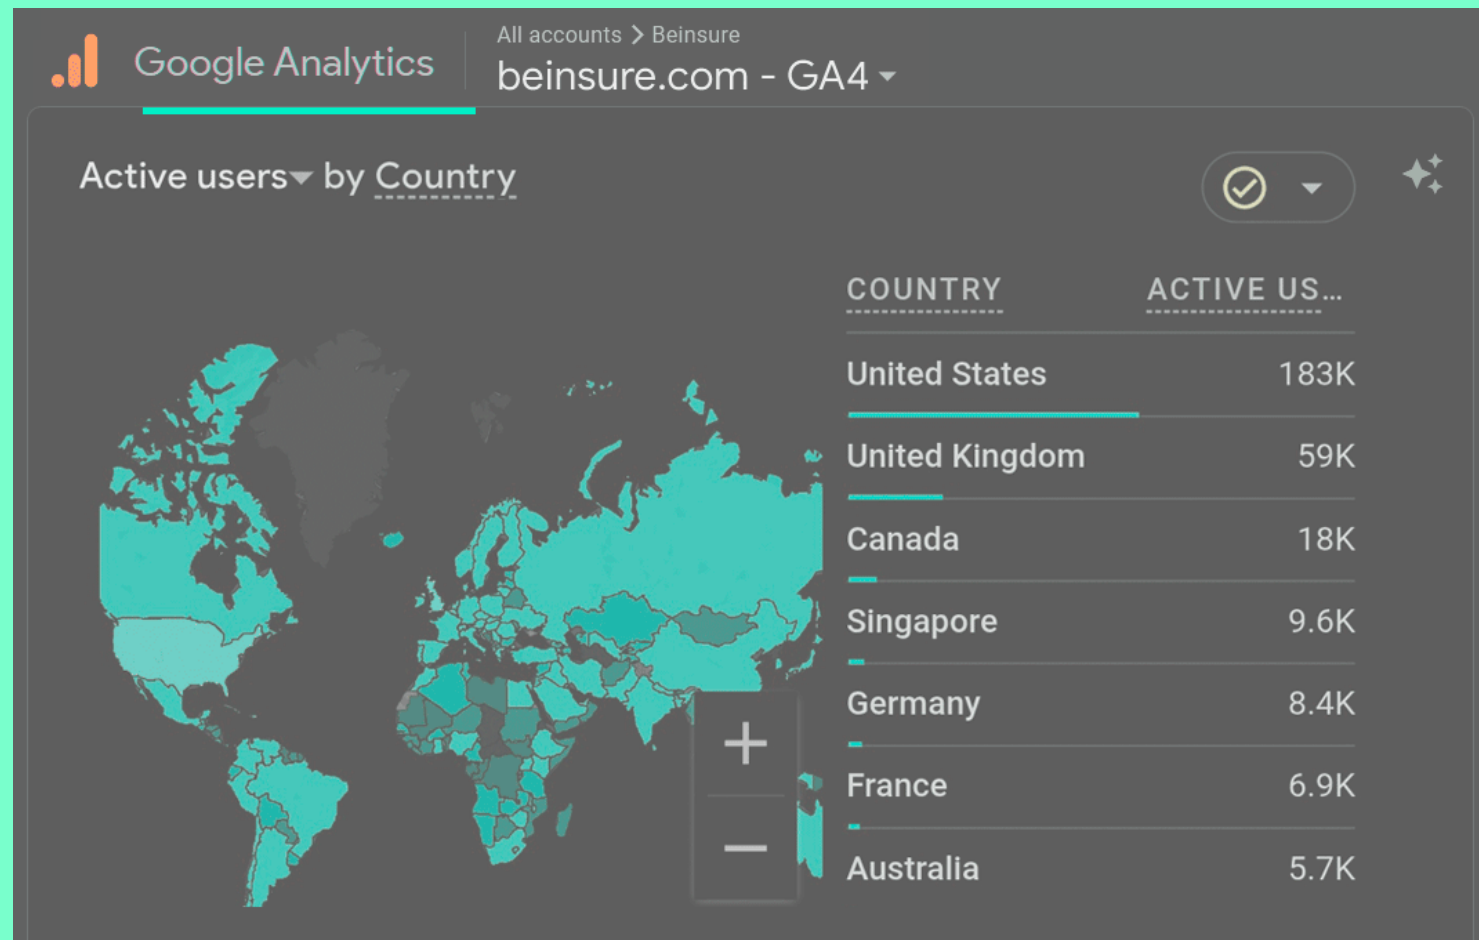 All accounts > Beinsure
Google Analytics
beinsure.com - GA4
Active users by Country
COUNTRY ACTIVE US...
United States 183K
United Kingdom 59K
Canada 18K
Singapore 9.6K
Germany 8.4K
France 6.9K
Australia 5.7K